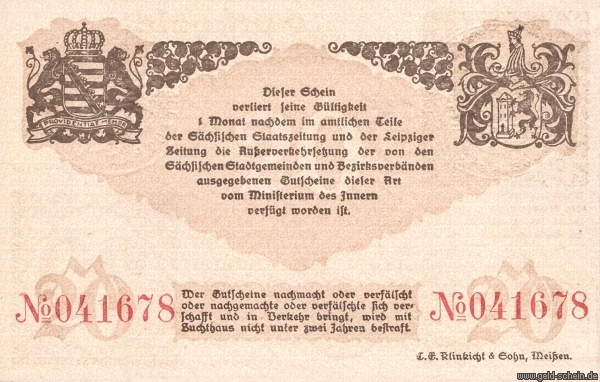 PROVIDENTIAE MEMOR
Dieser Schein
verliert seine Gültigkeit
1 Monat nachdem im amtlichen Teile
der Sächsischen Staatszeitung und der Leipziger
Zeitung die Außerverkehrsetzung der von den
Sächsischen Stadtgemeinden und Bezirksverbänden
ausgegebenen Gutscheine dieser Art
vom Ministerium des Innern
verfügt worden ist.
20
20
№041678
№041678
Wer Gutscheine nachmacht oder verfälscht
oder nachgemachte oder verfälschte sich ver-
schafft und in Verkehr bringt, wird mit
Zuchthaus nicht unter zwei Jahren bestraft.
C. E. Klinkicht & Sohn, Meißen.
www.geld-schein.de